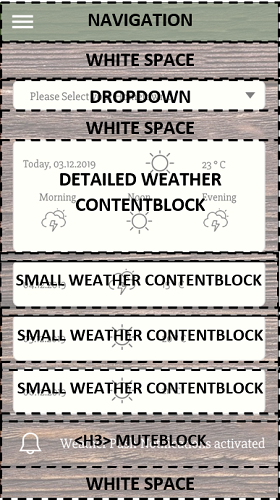 NAVIGATION
WHITE SPACE
Please Select
DROPDOWN
WHITE SPACE
Today, 03.12.2019
23 ° C
DETAILED WEATHER
Morning Noon Evening
CONTENTBLOCK
SMALL WEATHER CONTENTBLOCK
SMALL WEATHER CONTENTBLOCK
SMALL WEATHER CONTENTBLOCK
<H3> MUTEBLOCK
activated
WHITE SPACE